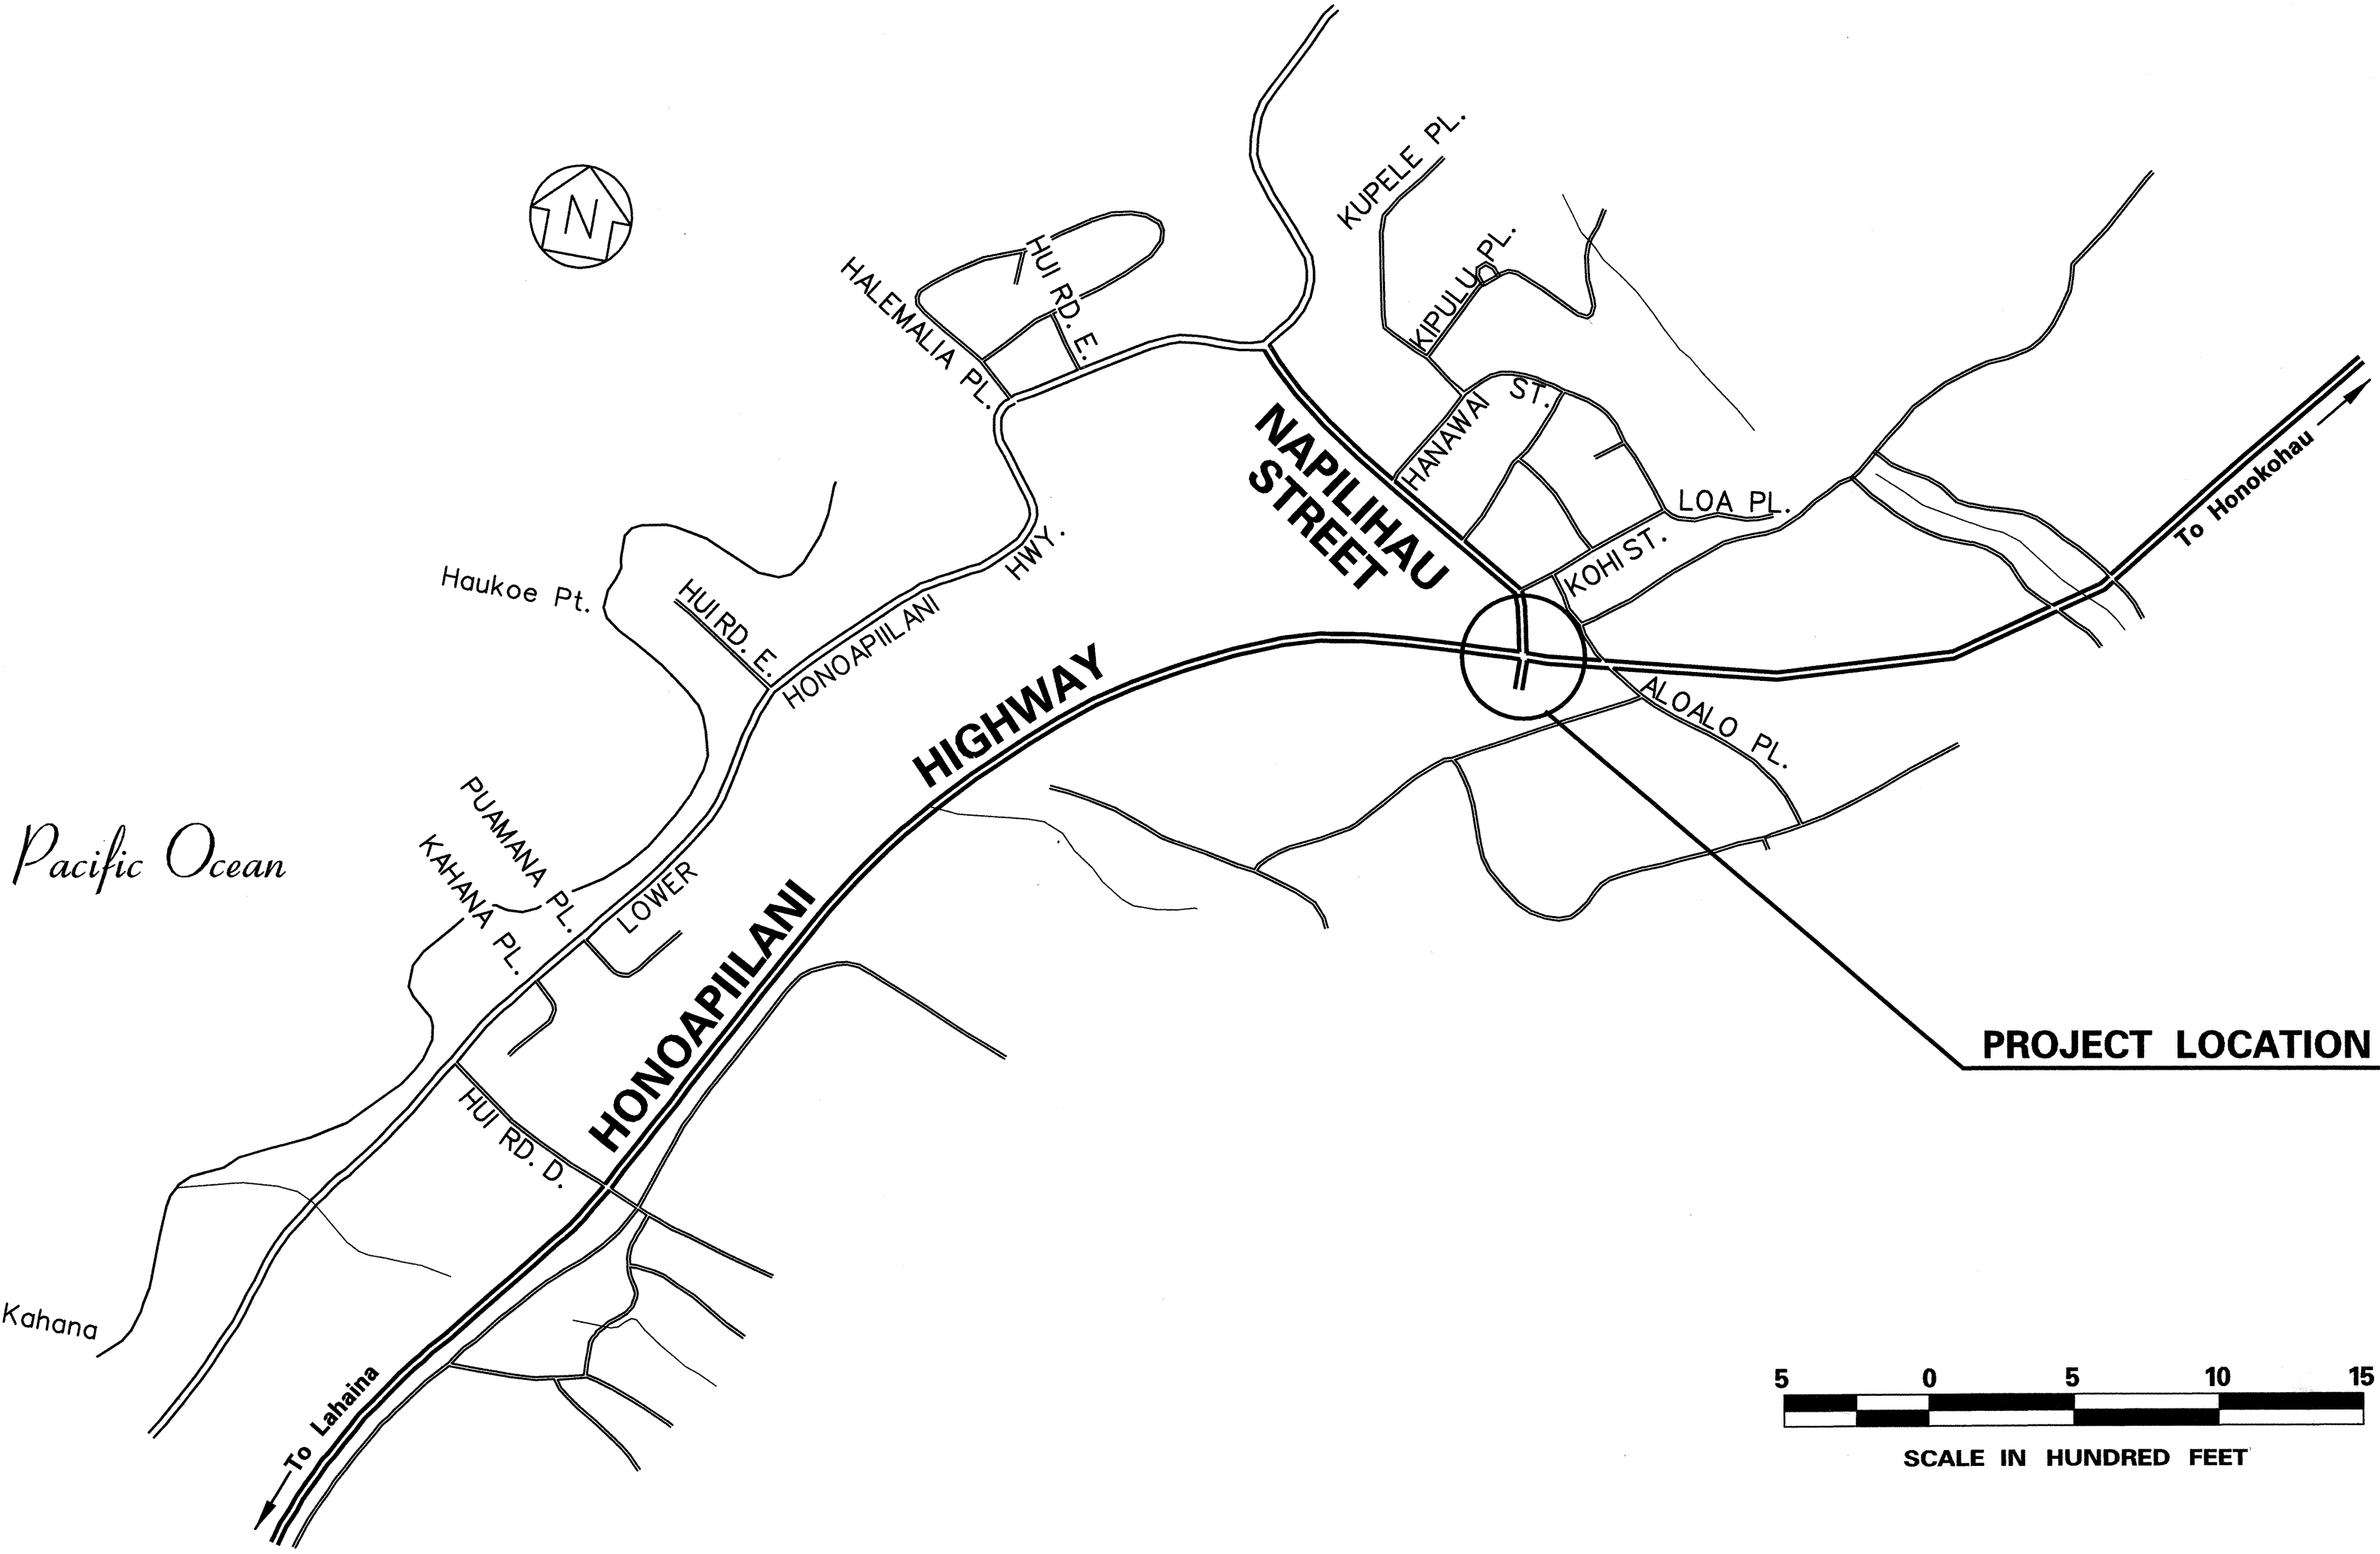 KUPELE PL.
N
KIPULU PL.
HUI RD. E.
HALEMALIA PL.
HANAWAI ST.
NAPILIHAU
STREET
To Honokohau
LOA PL.
KOHI ST.
HWY.
Haukoe Pt.
HUI RD. E.
HONOAPIILANI
HIGHWAY
ALOALO PL.
PUAMANA PL.
KAHANA PL.
Pacific Ocean
LOWER
HONOAPIILANI
PROJECT LOCATION
HUI RD. D.
Kahana
To Lahaina
5 0 5 10 15
SCALE IN HUNDRED FEET